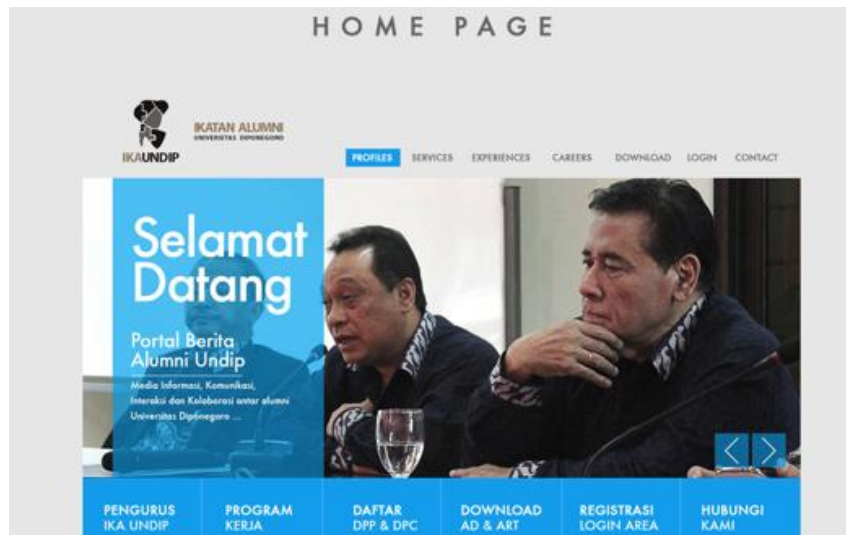 HOME PAGE
IKATAN ALUMNI
UNIVERSITAS DIPONEGORO
IKAUNDIP
PROFILES SERVICES EXPERIENCES CAREERS DOWNLOAD LOGIN CONTACT
Selamat
Datang
Portal Berita
Alumni Undip
Media Informasi, Komunikasi,
Interaksi dan Kolaborasi antar alumni
Universitas Diponegoro ...
PENGURUS
IKA UNDIP
PROGRAM
KERJA
DAFTAR
DPP & DPC
DOWNLOAD
AD & ART
REGISTRASI
LOGIN AREA
HUBUNGI
KAMI